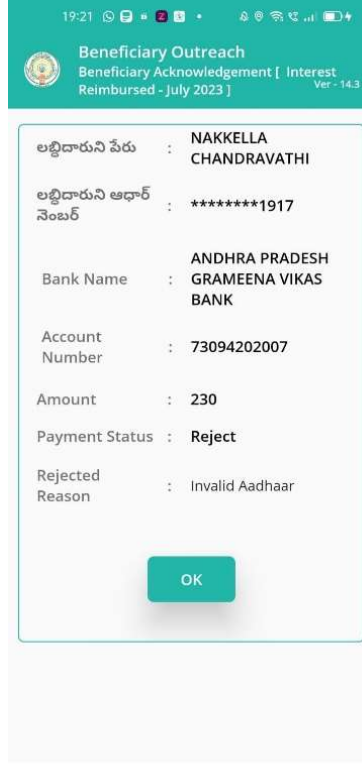 19:21
Beneficiary Outreach
Beneficiary Acknowledgement [ Interest
Reimbursed - July 2023 ]
Ver - 14.3
లబ్ధిదారుని పేరు : NAKKELLA
CHANDRAVATHI
లబ్ధిదారుని ఆధార్
నెంబర్ : ********1917
Bank Name : ANDHRA PRADESH
GRAMEENA VIKAS
BANK
Account
Number : 73094202007
Amount : 230
Payment Status : Reject
Rejected
Reason : Invalid Aadhaar
OK